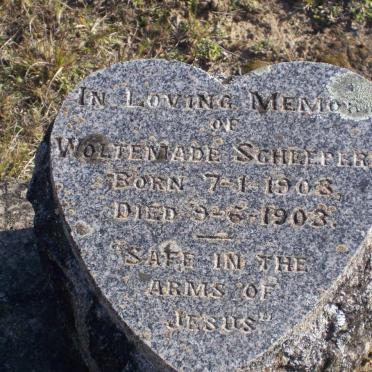 In Loving Memory
of
Woltemade Scheeper
Born 7-1-1903,
Died 9-6-1903.
"Safe in the
arms of
Jesus"